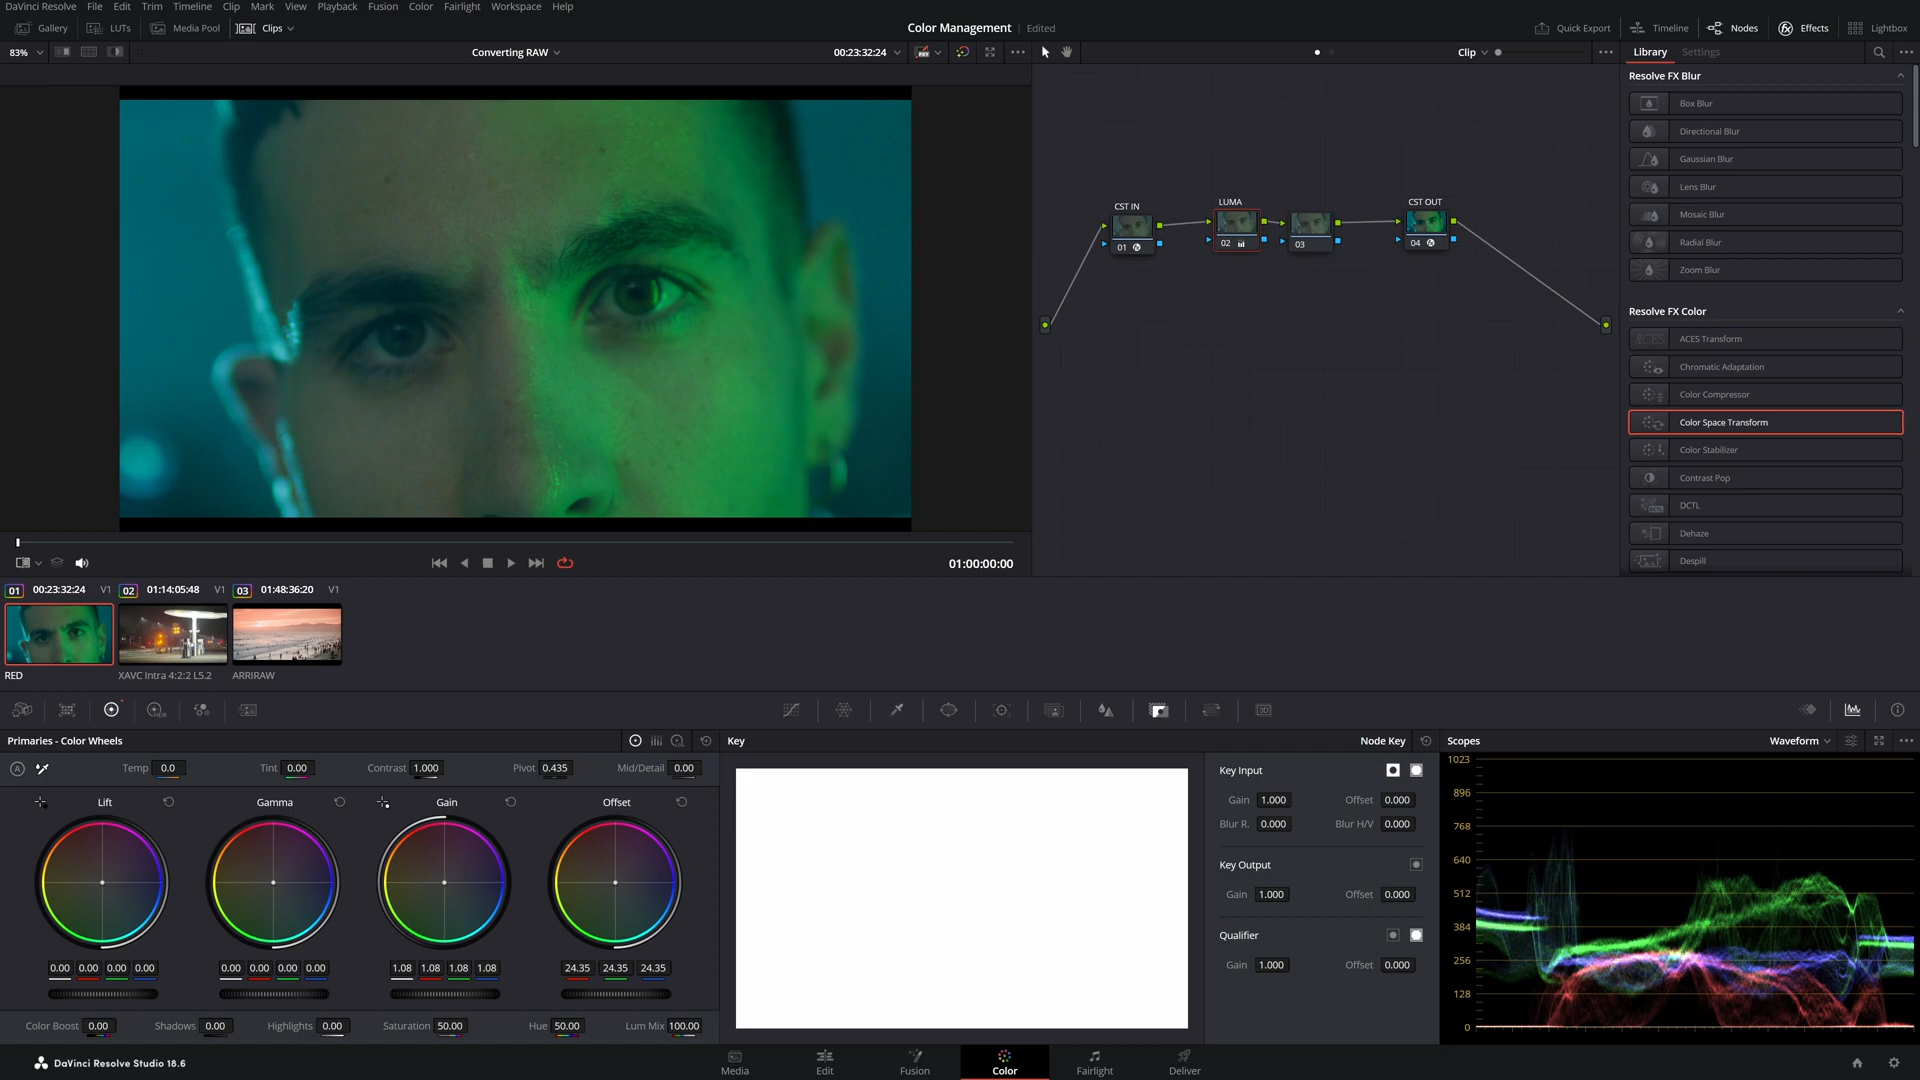 DaVinci Resolve File Edit Trim Timeline Clip Mark View Playback Fusion Color Fairlight Workspace Help
Gallery LUTs Media Pool Clips Color Management Edited Quick Export Timeline Nodes Effects Lightbox
83% Converting RAW 00:23:32:24 Clip Library Settings
Resolve FX Blur
Box Blur
Directional Blur
Gaussian Blur
Lens Blur
Mosaic Blur
Radial Blur
Zoom Blur
Resolve FX Color
ACES Transform
Chromatic Adaptation
Color Compressor
Color Space Transform
Color Stabilizer
Contrast Pop
DCTL
Dehaze
Despill
CST IN LUMA CST OUT
01 02 03 04
01:00:00:00
01 00:23:32:24 V1 02 01:14:05:48 V1 03 01:48:36:20 V1
RED XAVC Intra 4:2:2 L5.2 ARRIRAW
HDR 3D
Primaries - Color Wheels Key Node Key Scopes Waveform
A Temp 0.0 Tint 0.00 Contrast 1.000 Pivot 0.435 Mid/Detail 0.00
Lift Gamma Gain Offset
0.00 0.00 0.00 0.00 0.00 0.00 0.00 0.00 1.08 1.08 1.08 1.08 24.35 24.35 24.35
Color Boost 0.00 Shadows 0.00 Highlights 0.00 Saturation 50.00 Hue 50.00 Lum Mix 100.00
Key Input
Gain 1.000 Offset 0.000
Blur R. 0.000 Blur H/V 0.000
Key Output
Gain 1.000 Offset 0.000
Qualifier
Gain 1.000 Offset 0.000
1023
896
768
640
512
384
256
128
0
DaVinci Resolve Studio 18.6 Media Edit Fusion Color Fairlight Deliver